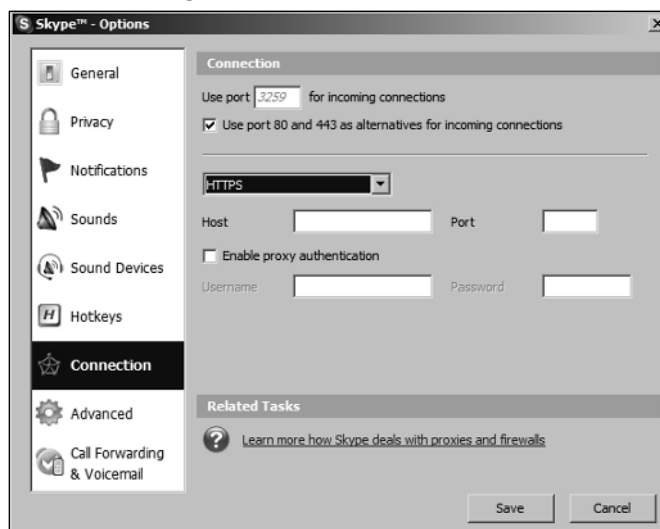 S Skype™ - Options x
General
Privacy
Notifications
Sounds
Sound Devices
H Hotkeys
Connection
Advanced
Call Forwarding
& Voicemail
Connection
Use port 3259 for incoming connections
Use port 80 and 443 as alternatives for incoming connections
HTTPS
Host Port
Enable proxy authentication
Username Password
Related Tasks
? Learn more how Skype deals with proxies and firewalls
Save Cancel